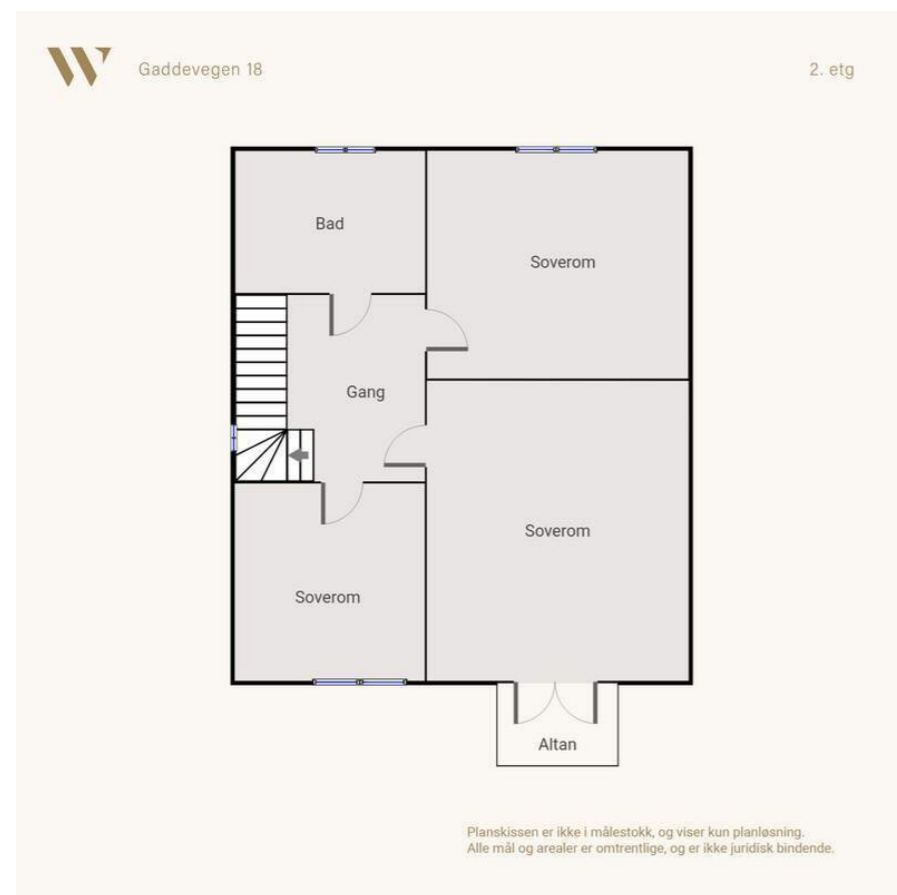 W
Gaddevegen 18
2. etg
Bad
Soverom
Gang
Soverom
Soverom
Altan
Planskissen er ikke i målestokk, og viser kun planløsning.
Alle mål og arealer er omtrentlige, og er ikke juridisk bindende.